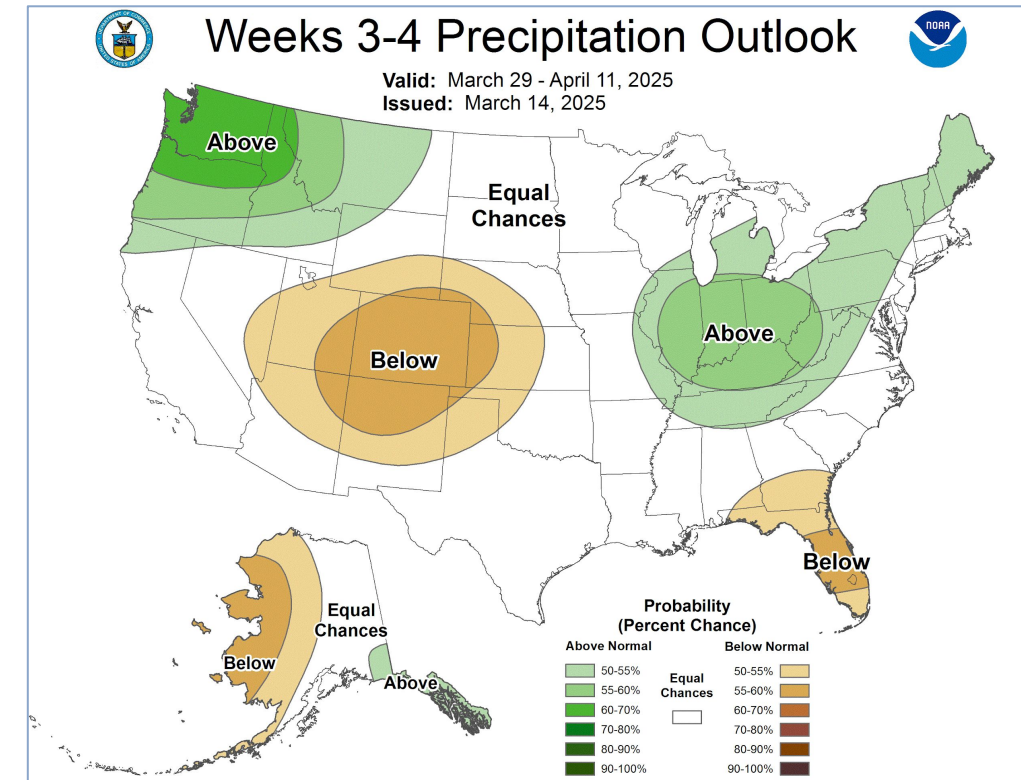 Weeks 3-4 Precipitation Outlook
NOAA
Valid: March 29 - April 11, 2025
Issued: March 14, 2025
Above
Equal
Chances
Above
Below
Below
Equal
Chances
Below
Above
Probability
(Percent Chance)
Above Normal
Below Normal
50-55%
55-60%
60-70%
70-80%
80-90%
90-100%
Equal
Chances
50-55%
55-60%
60-70%
70-80%
80-90%
90-100%